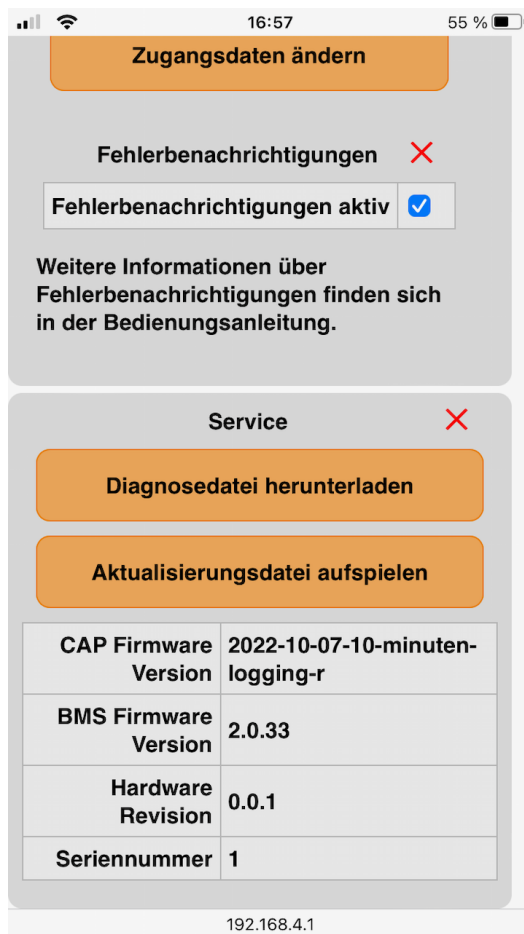 16:57
55 %
Zugangsdaten ändern
Fehlerbenachrichtigungen
Fehlerbenachrichtigungen aktiv
Weitere Informationen über
Fehlerbenachrichtigungen finden sich
in der Bedienungsanleitung.
Service
Diagnosedatei herunterladen
Aktualisierungsdatei aufspielen
CAP Firmware
Version
2022-10-07-10-minuten-
logging-r
BMS Firmware
Version
2.0.33
Hardware
Revision
0.0.1
Seriennummer
1
192.168.4.1